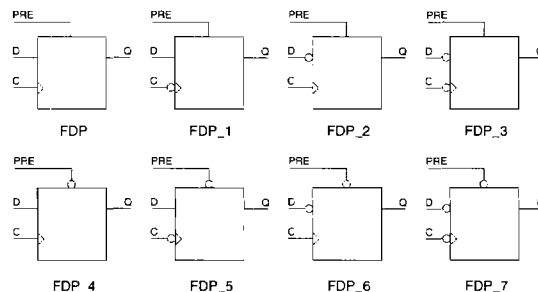 PRE PRE PRE PRE
D Q D Q D Q D Q
C C C C
FDP FDP_1 FDP_2 FDP_3
PRE PRE PRE PRE
D Q D Q D Q D Q
C C C C
FDP_4 FDP_5 FDP_6 FDP_7